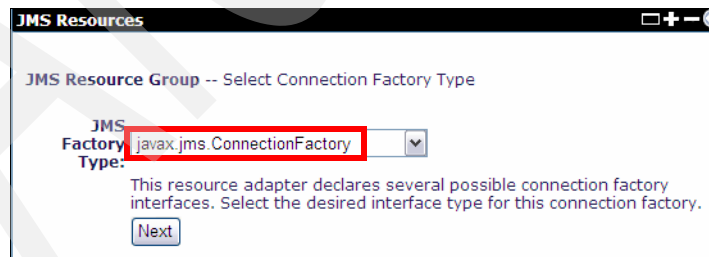 JMS Resources
JMS Resource Group -- Select Connection Factory Type
JMS
Factory javax.jms.ConnectionFactory
Type:
This resource adapter declares several possible connection factory
interfaces. Select the desired interface type for this connection factory.
Next